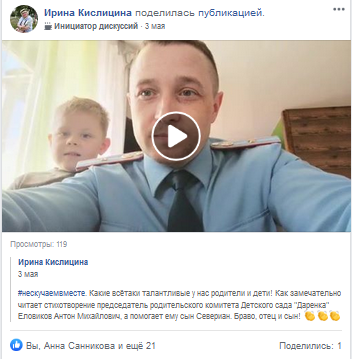 Ирина Кислицина поделилась публикацией.
Инициатор дискуссий · 3 мая
Просмотры: 119
Ирина Кислицина
3 мая
#нескучаемвместе. Какие всётаки талантливые у нас родители и дети! Как замечательно
читает стихотворение председатель родительского комитета Детского сада "Даренка"
Еловиков Антон Михайлович, а помогает ему сын Севериан. Браво, отец и сын! 👏👏👏
Вы, Анна Санникова и ещё 21
Поделились: 1